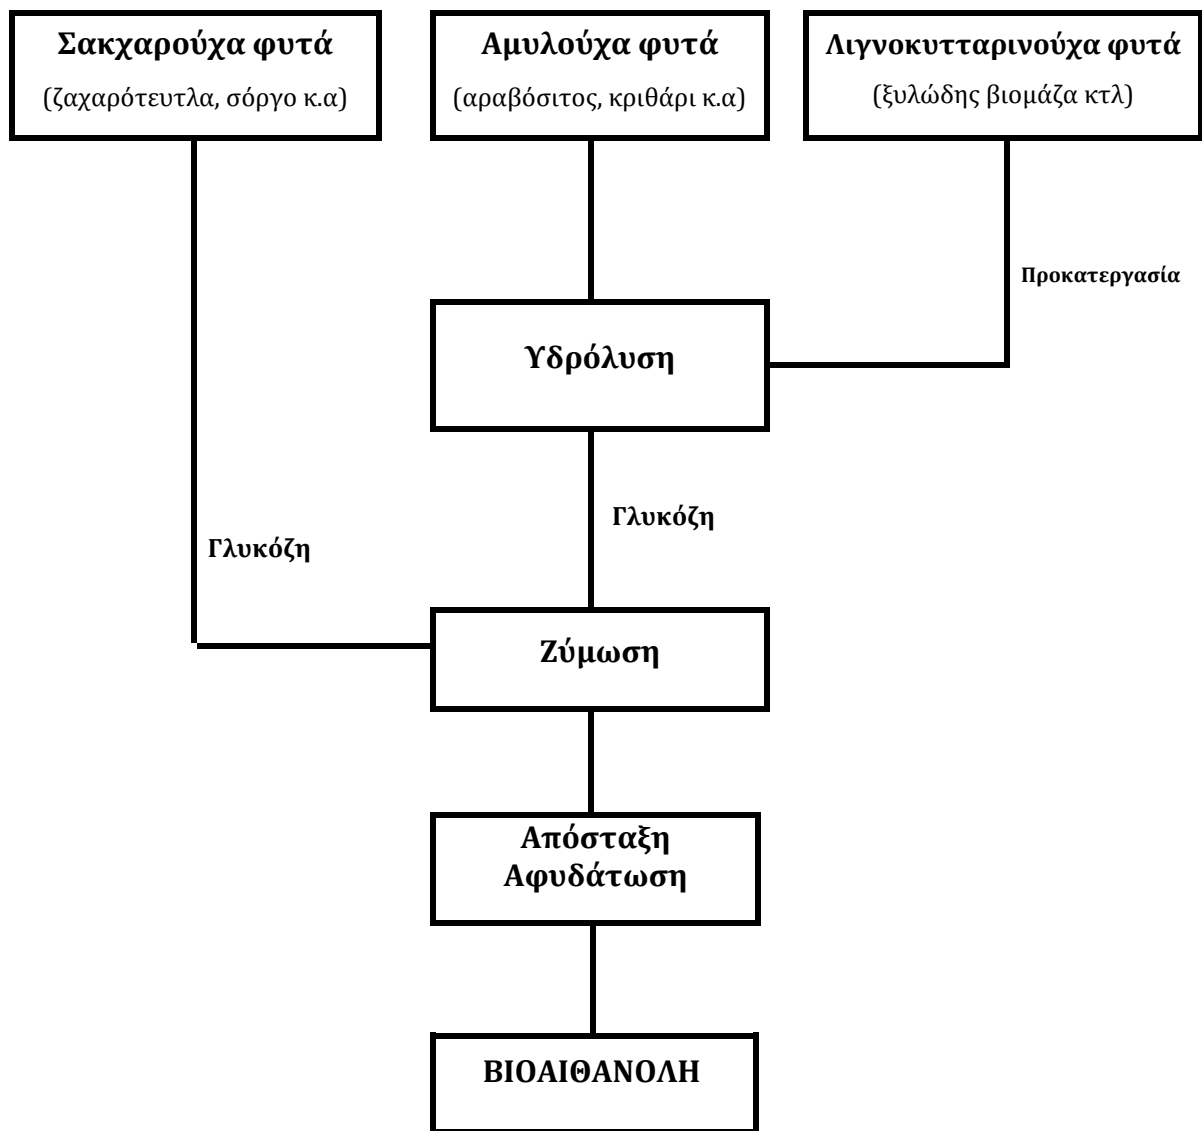 Σακχαρούχα φυτά
(ζαχαρότευτλα, σόργο κ.α)
Αμυλούχα φυτά
(αραβόσιτος, κριθάρι κ.α)
Λιγνοκυτταρινούχα φυτά
(ξυλώδης βιομάζα κτλ)
Προκατεργασία
Υδρόλυση
Γλυκόζη
Γλυκόζη
Ζύμωση
Απόσταξη
Αφυδάτωση
ΒΙΟΑΙΘΑΝΟΛΗ